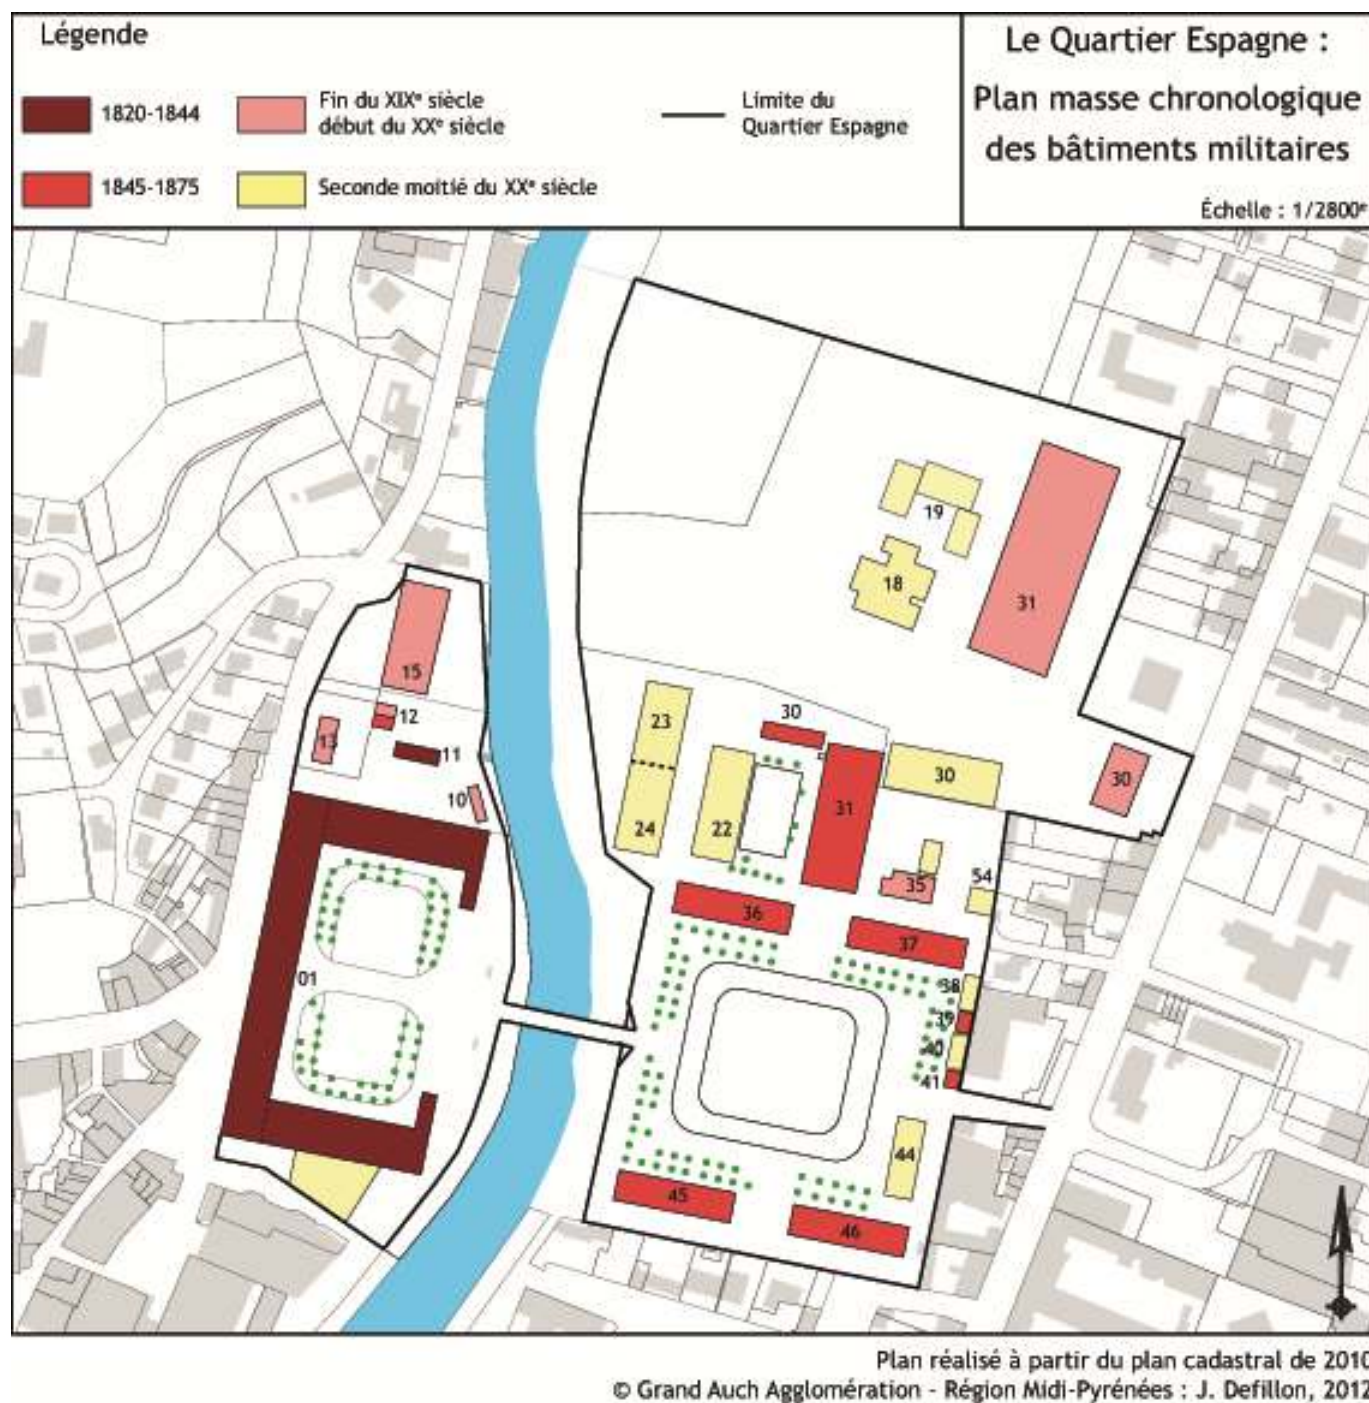 Légende
1820-1844
Fin du XIXe siècle
début du XXe siècle
Limite du
Quartier Espagne
1845-1875
Seconde moitié du XXe siècle
Le Quartier Espagne :
Plan masse chronologique
des bâtiments militaires
Échelle : 1/2800e
19
18
31
15
12
13
11
10
23
30
30
30
24
22
31
35
54
36
37
01
38
39
40
41
44
45
46
Plan réalisé à partir du plan cadastral de 2010
© Grand Auch Agglomération - Région Midi-Pyrénées : J. Defillon, 2012